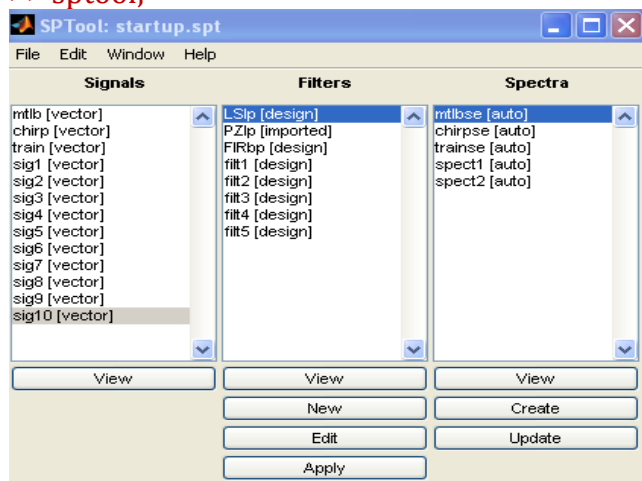 >> sptool;
SPTool: startup.spt
File Edit Window Help
Signals
mtlb [vector]
chirp [vector]
train [vector]
sig1 [vector]
sig2 [vector]
sig3 [vector]
sig4 [vector]
sig5 [vector]
sig6 [vector]
sig7 [vector]
sig8 [vector]
sig9 [vector]
sig10 [vector]
View
Filters
LSlp [design]
PZlp [imported]
FIRbp [design]
filt1 [design]
filt2 [design]
filt3 [design]
filt4 [design]
filt5 [design]
View
New
Edit
Apply
Spectra
mtlbse [auto]
chirpse [auto]
trainse [auto]
spect1 [auto]
spect2 [auto]
View
Create
Update